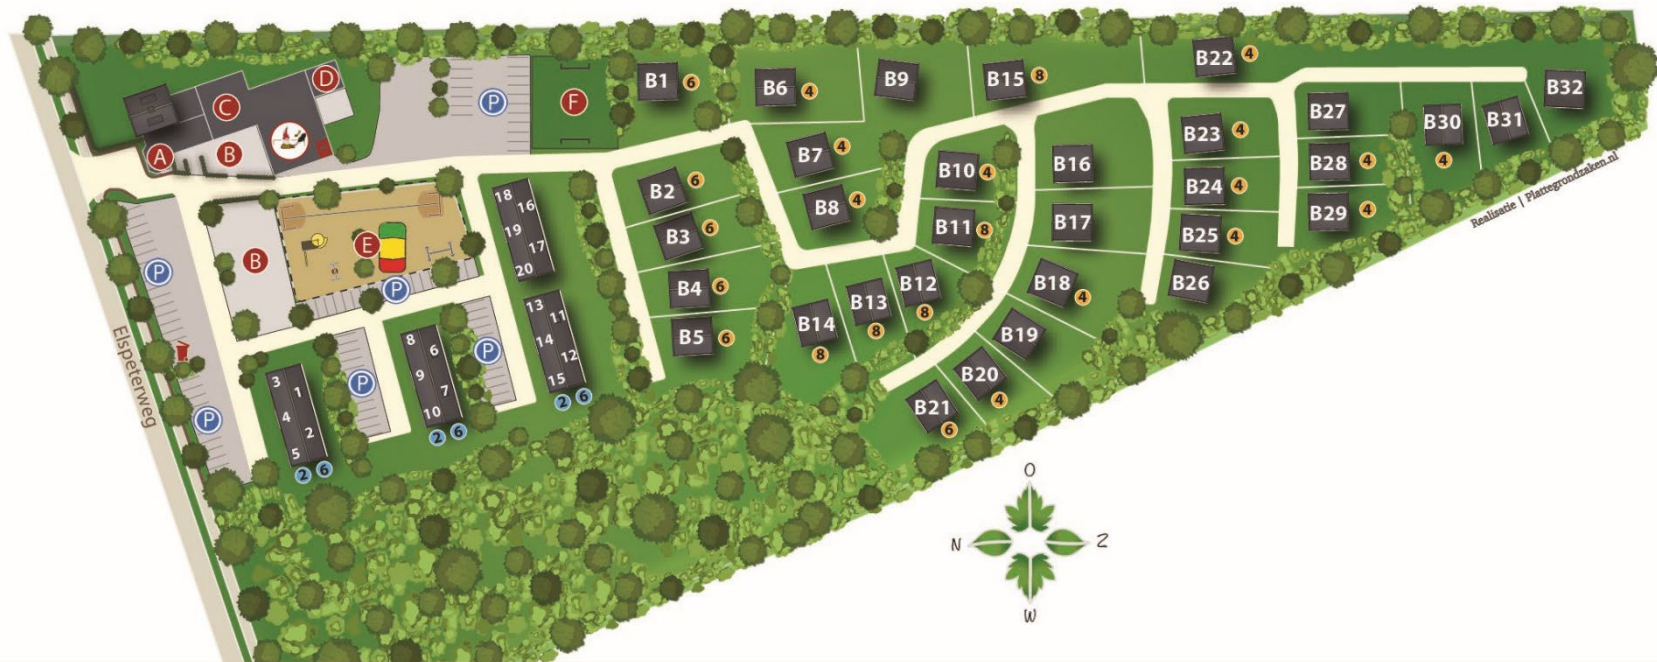 B22 4
D
B1 6
B6 4
B9
B15 8
B32
C
P
F
B27
B30 4
B31
A
B
B7 4
B10 4
B16
B23 4
B28 4
Realisatie | Plattegrondzaken.nl
18
16
19
17
20
B2 6
B8 4
B24 4
B29 4
B3 6
B11 8
B17
B25 4
E
B
P
P
B4 6
B12 8
B18 4
B26
13
11
14
12
15
2 6
B13 8
B14 8
B5 6
B19
Elspeterweg
8
6
9
7
10
2 6
P
P
3
1
4
2
5
2 6
P
B20 4
B21 6
O
N
Z
W